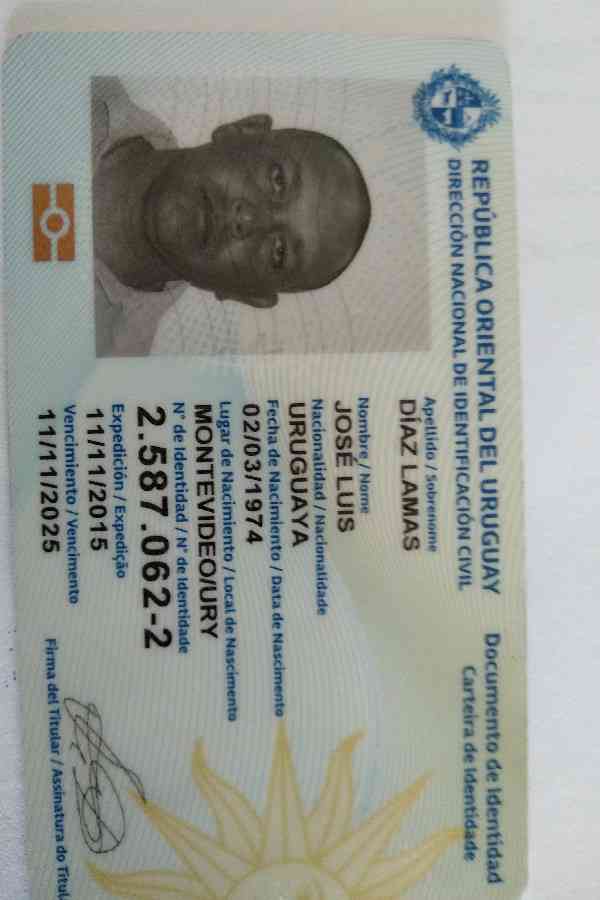 REPÚBLICA ORIENTAL DEL URUGUAY
DIRECCIÓN NACIONAL DE IDENTIFICACIÓN CIVIL
Documento de Identidad
Carteira de Identidade
Apellido / Sobrenome
DÍAZ LAMAS
Nombre / Nome
JOSÉ LUIS
Nacionalidad / Nacionalidade
URUGUAYA
Fecha de Nacimiento / Data de Nascimento
02/03/1974
Lugar de Nacimiento / Local de Nascimento
MONTEVIDEO/URY
N° de Identidad / N° de Identidade
2.587.062-2
Expedición / Expedição
11/11/2015
Vencimiento / Vencimento
11/11/2025
Firma del Titular / Assinatura do Titul